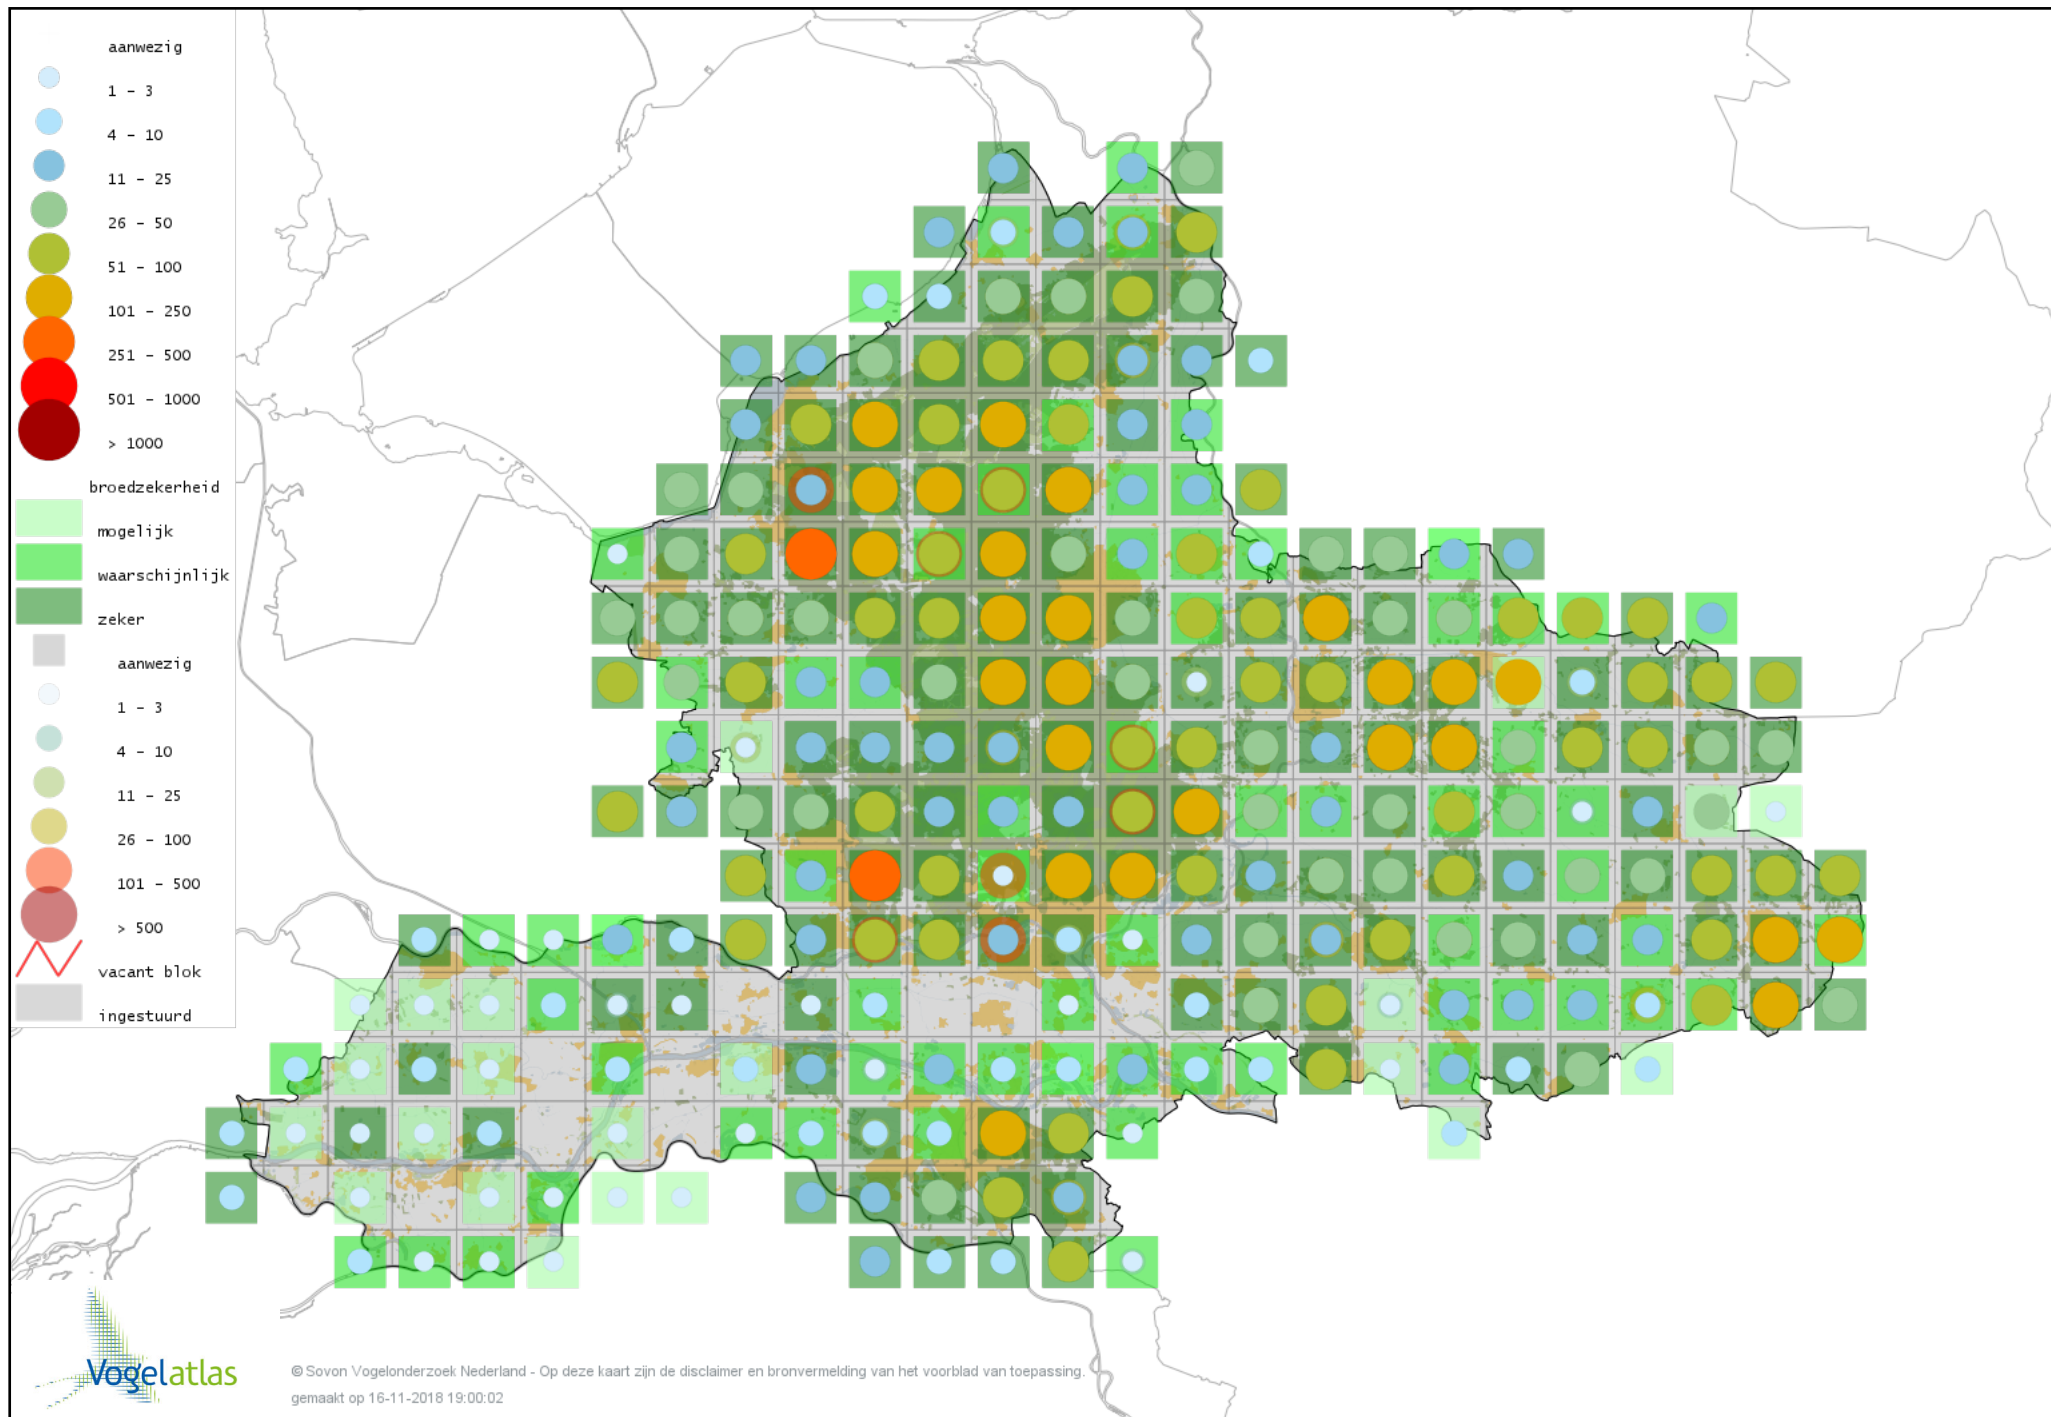 aanwezig
1 - 3
4 - 10
11 - 25
26 - 50
51 - 100
101 - 250
251 - 500
501 - 1000
> 1000
broedzekerheid
mogelijk
waarschijnlijk
zeker
aanwezig
1 - 3
4 - 10
11 - 25
26 - 100
101 - 500
> 500
vacant blok
ingestuurd
Vogelatlas
© Sovon Vogelonderzoek Nederland - Op deze kaart zijn de disclaimer en bronvermelding van het voorblad van toepassing.
gemaakt op 16-11-2018 19:00:02